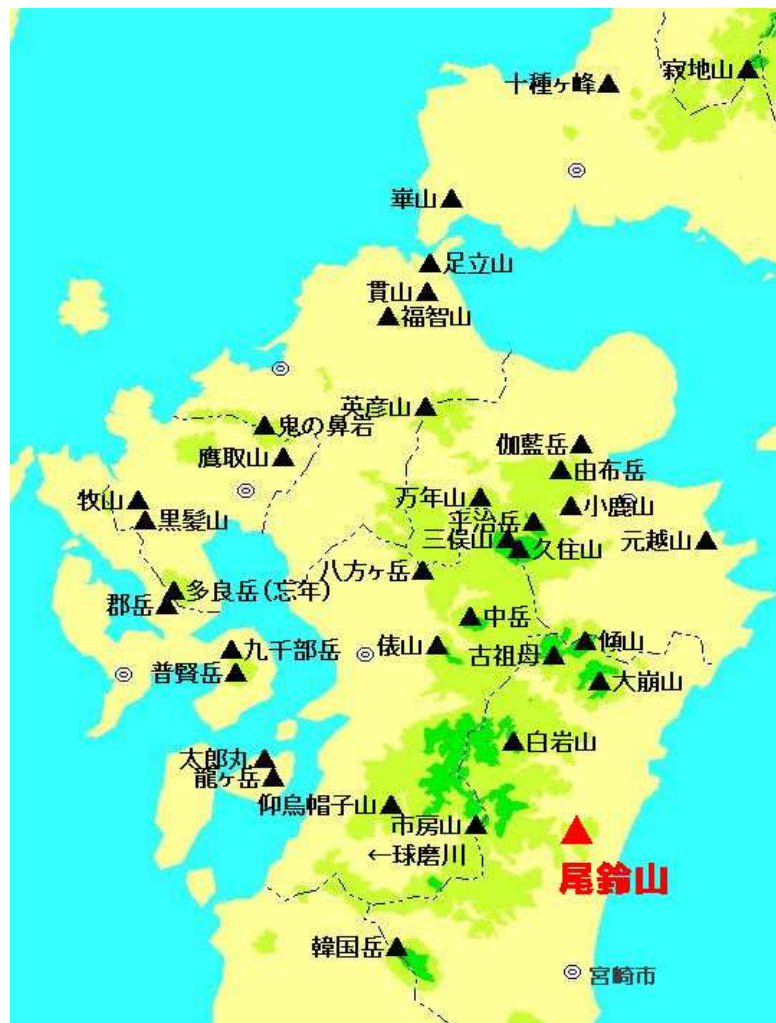 寂地山
十種ヶ峰
崋山
足立山
貫山
福智山
英彦山
鬼の鼻岩
伽藍岳
鷹取山
由布岳
牧山
万年山
小鹿山
黒髪山
平治岳
三俣山
久住山
元越山
八方ヶ岳
多良岳(忘年)
郡岳
中岳
俵山
傾山
九千部岳
古祖母
普賢岳
大崩山
白岩山
太郎丸
龍ヶ岳
仰烏帽子山
市房山
←球磨川
尾鈴山
韓国岳
宮崎市